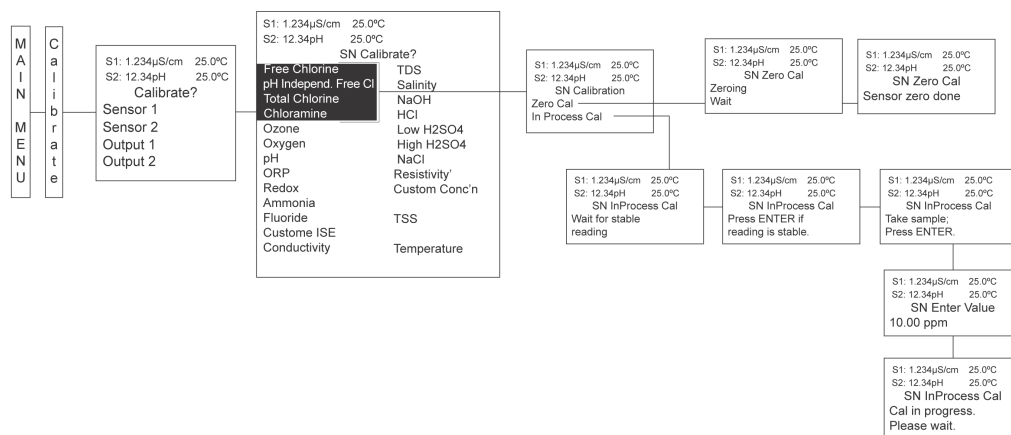 MAIN MENU
Calibrate
S1: 1.234µS/cm 25.0ºC
S2: 12.34pH 25.0ºC
Calibrate?
Sensor 1
Sensor 2
Output 1
Output 2
S1: 1.234µS/cm 25.0ºC
S2: 12.34pH 25.0ºC
SN Calibrate?
Free Chlorine
pH Independ. Free Cl
Total Chlorine
Chloramine
Ozone
Oxygen
pH
ORP
Redox
Ammonia
Fluoride
Custome ISE
Conductivity
TDS
Salinity
NaOH
HCl
Low H2SO4
High H2SO4
NaCl
Resistivity'
Custom Conc'n
TSS
Temperature
S1: 1.234µS/cm 25.0ºC
S2: 12.34pH 25.0ºC
SN Calibration
Zero Cal
In Process Cal
S1: 1.234µS/cm 25.0ºC
S2: 12.34pH 25.0ºC
SN Zero Cal
Zeroing
Wait
S1: 1.234µS/cm 25.0ºC
S2: 12.34pH 25.0ºC
SN Zero Cal
Sensor zero done
S1: 1.234µS/cm 25.0ºC
S2: 12.34pH 25.0ºC
SN InProcess Cal
Wait for stable
reading
S1: 1.234µS/cm 25.0ºC
S2: 12.34pH 25.0ºC
SN InProcess Cal
Press ENTER if
reading is stable.
S1: 1.234µS/cm 25.0ºC
S2: 12.34pH 25.0ºC
SN InProcess Cal
Take sample;
Press ENTER.
S1: 1.234µS/cm 25.0ºC
S2: 12.34pH 25.0ºC
SN Enter Value
10.00 ppm
S1: 1.234µS/cm 25.0ºC
S2: 12.34pH 25.0ºC
SN InProcess Cal
Cal in progress.
Please wait.